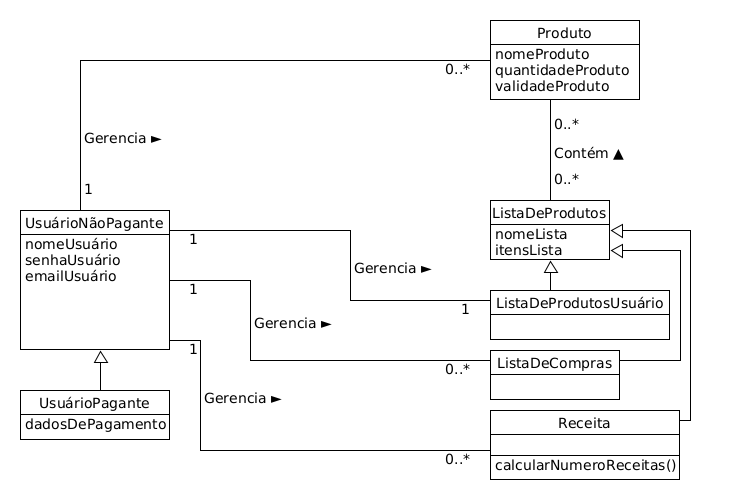 Produto
nomeProduto
quantidadeProduto
validadeProduto
0..*
Gerencia ►
1
0..*
Contém ▲
0..*
UsuárioNãoPagante
nomeUsuário
senhaUsuário
emailUsuário
ListaDeProdutos
nomeLista
itensLista
1
Gerencia ►
1
ListaDeProdutosUsuário
1
Gerencia ►
0..*
ListaDeCompras
1
Gerencia ►
0..*
UsuárioPagante
dadosDePagamento
Receita
calcularNumeroReceitas()